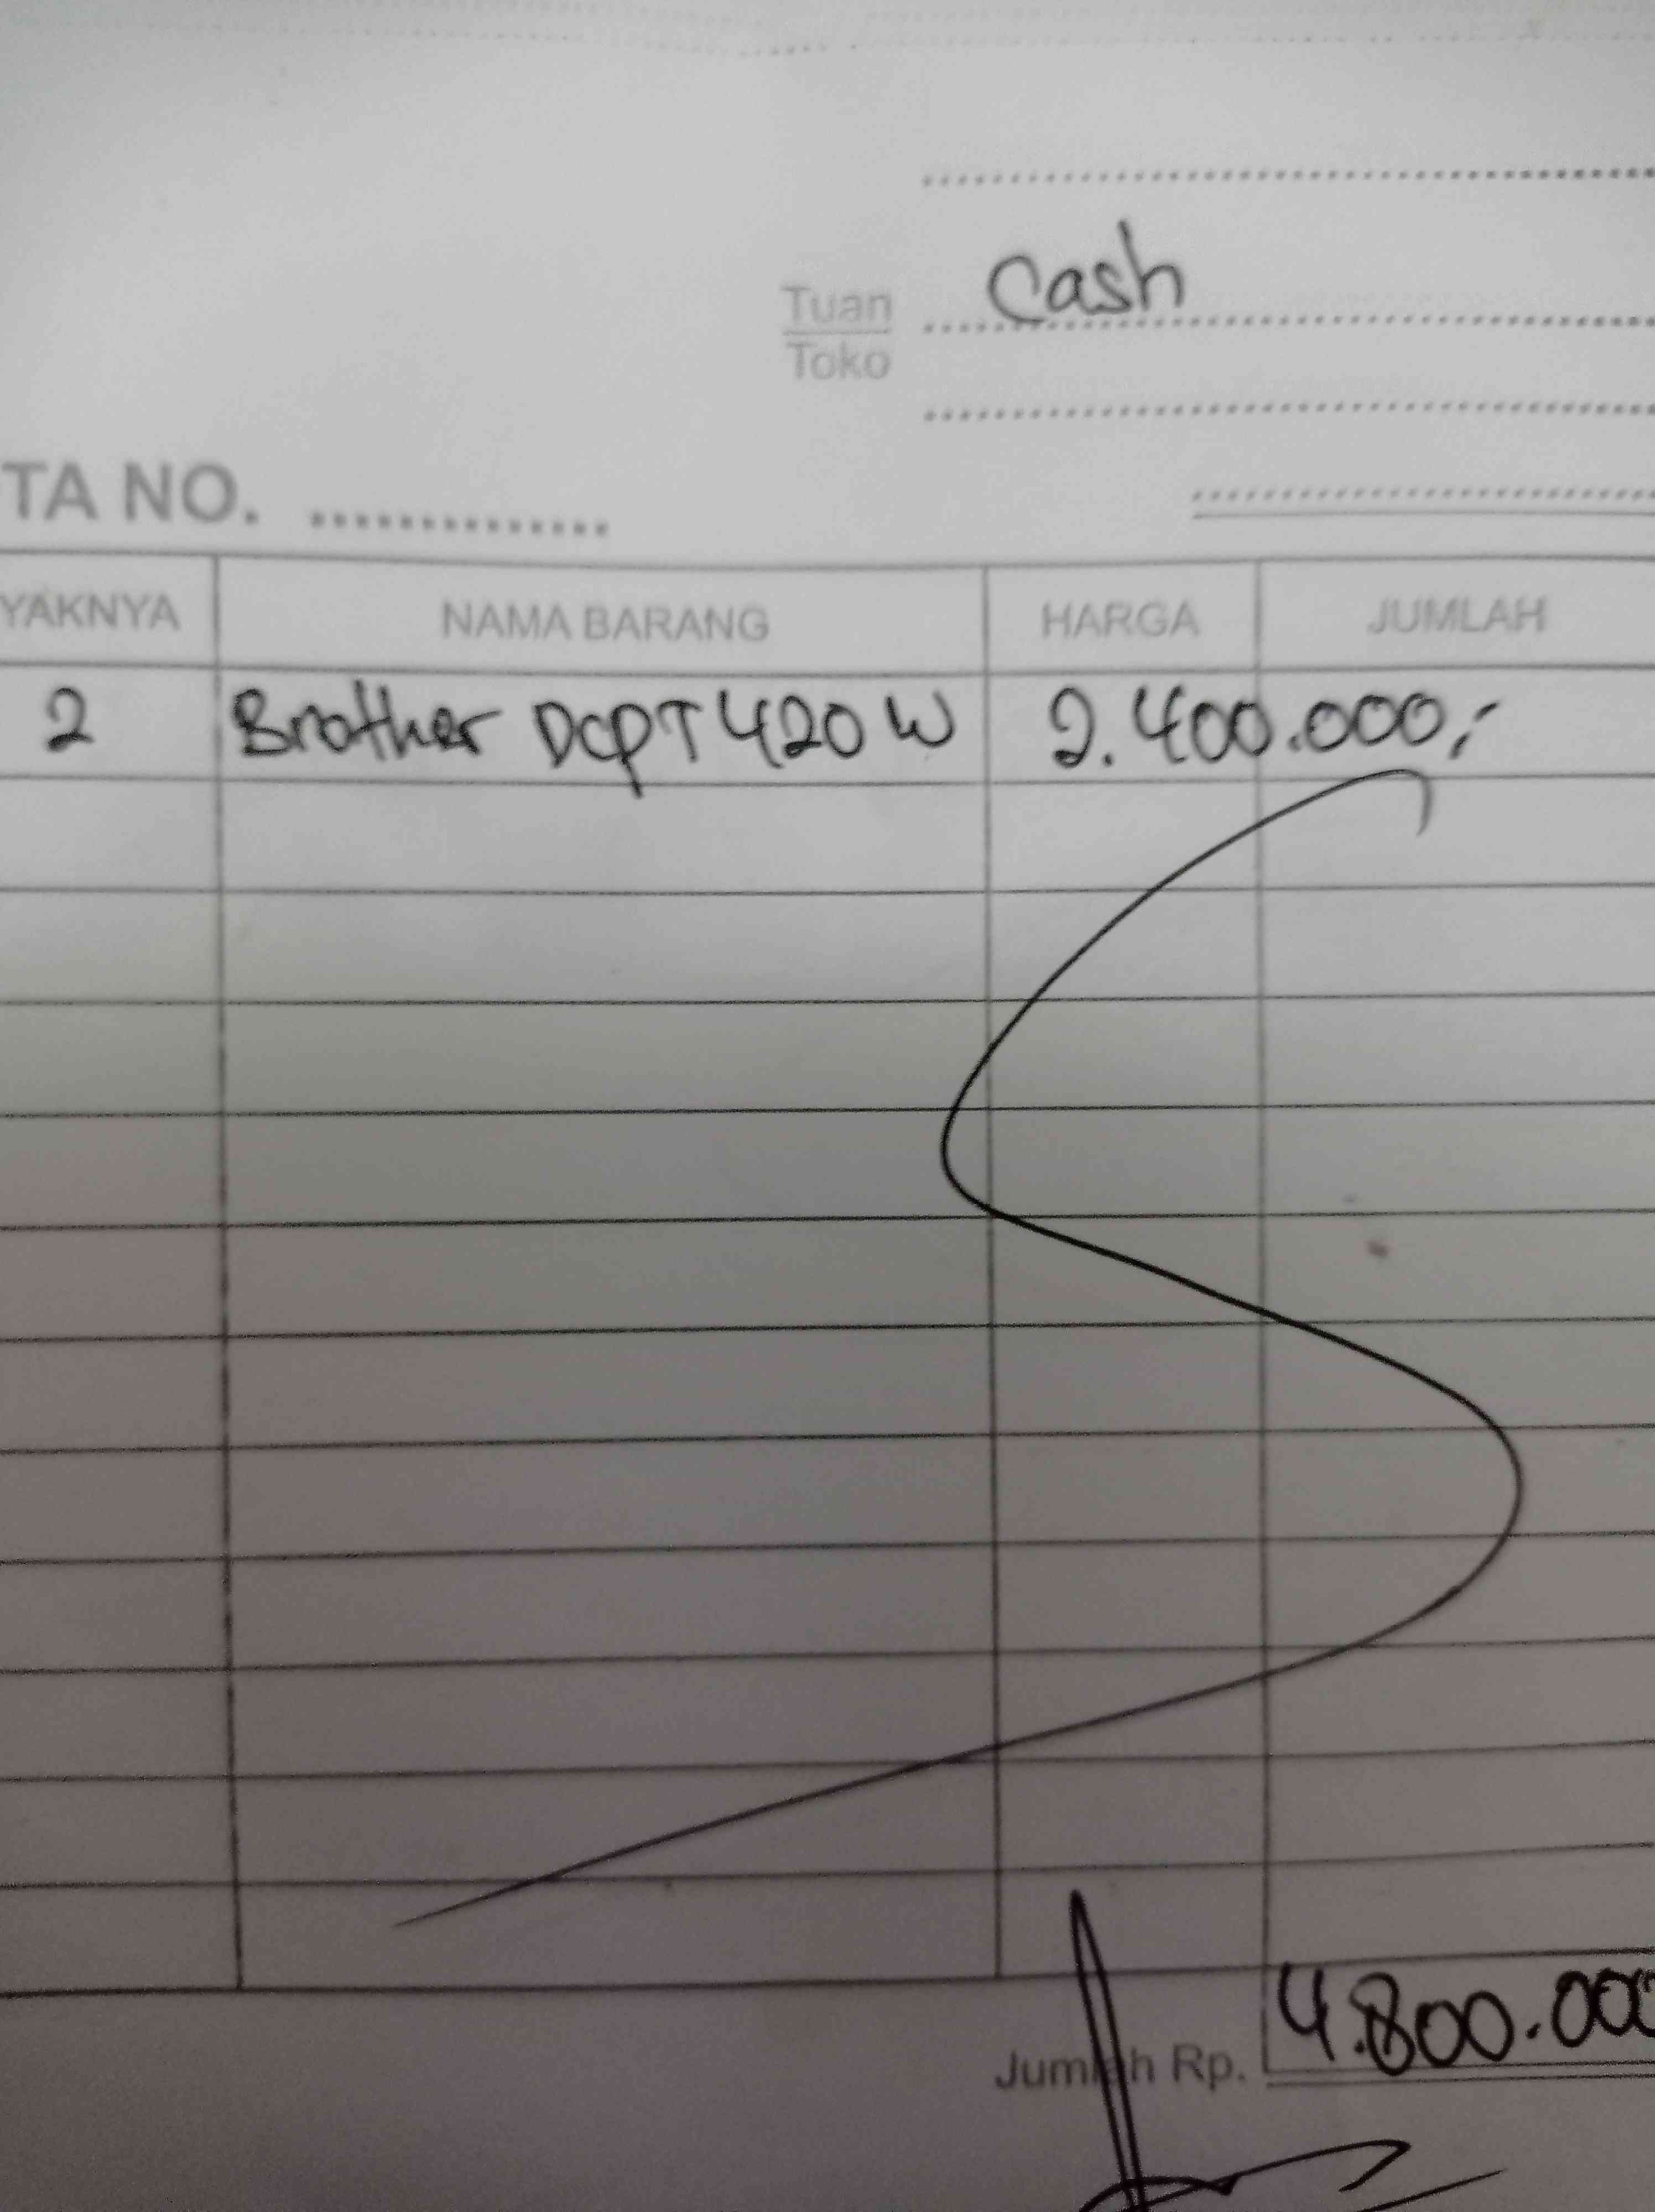 Cash
Tuan
Toko
TA NO. ..............
YAKNYA NAMA BARANG HARGA JUMLAH
2 Brother DCPT420W 2.400.000,-
Jumlah Rp. 4.800.000